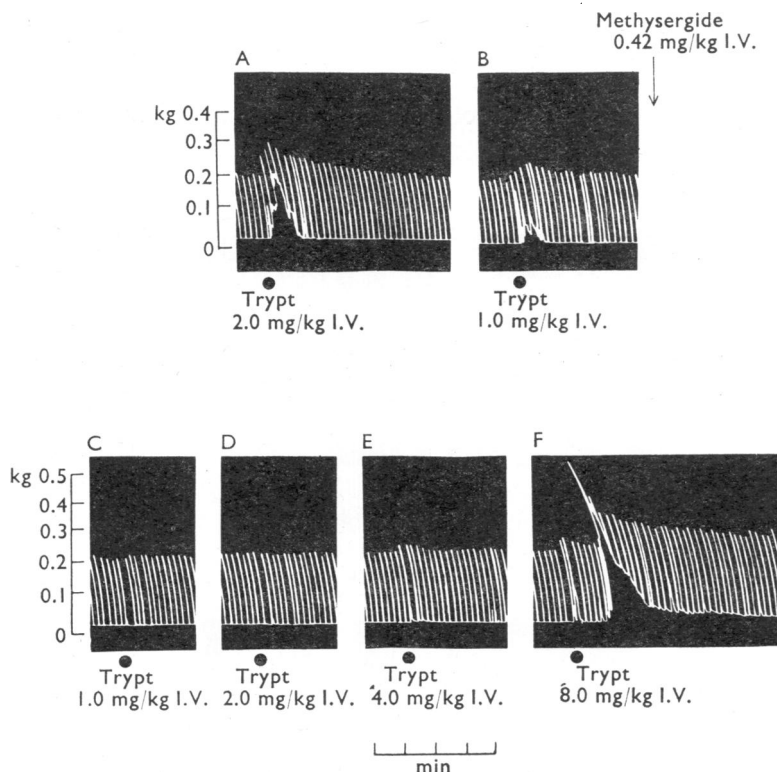 Methysergide
0.42 mg/kg I.V.
A
B
kg 0.4
0.3
0.2
0.1
0
Trypt
2.0 mg/kg I.V.
Trypt
1.0 mg/kg I.V.
C
D
E
F
kg 0.5
0.4
0.3
0.2
0.1
0
Trypt
1.0 mg/kg I.V.
Trypt
2.0 mg/kg I.V.
Trypt
4.0 mg/kg I.V.
Trypt
8.0 mg/kg I.V.
min